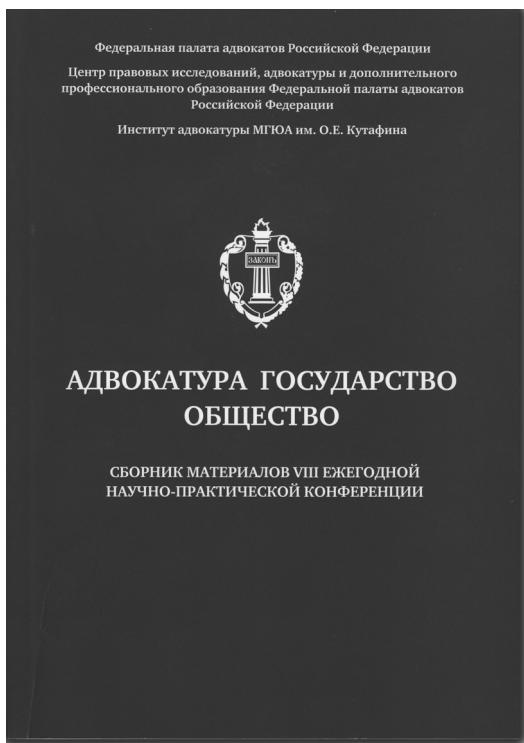 Федеральная палата адвокатов Российской Федерации
Центр правовых исследований, адвокатуры и дополнительного
профессионального образования Федеральной палаты адвокатов
Российской Федерации
Институт адвокатуры МГЮА им. О.Е. Кутафина
ЗАКОНЪ
АДВОКАТУРА ГОСУДАРСТВО
ОБЩЕСТВО
СБОРНИК МАТЕРИАЛОВ VIII ЕЖЕГОДНОЙ
НАУЧНО-ПРАКТИЧЕСКОЙ КОНФЕРЕНЦИИ